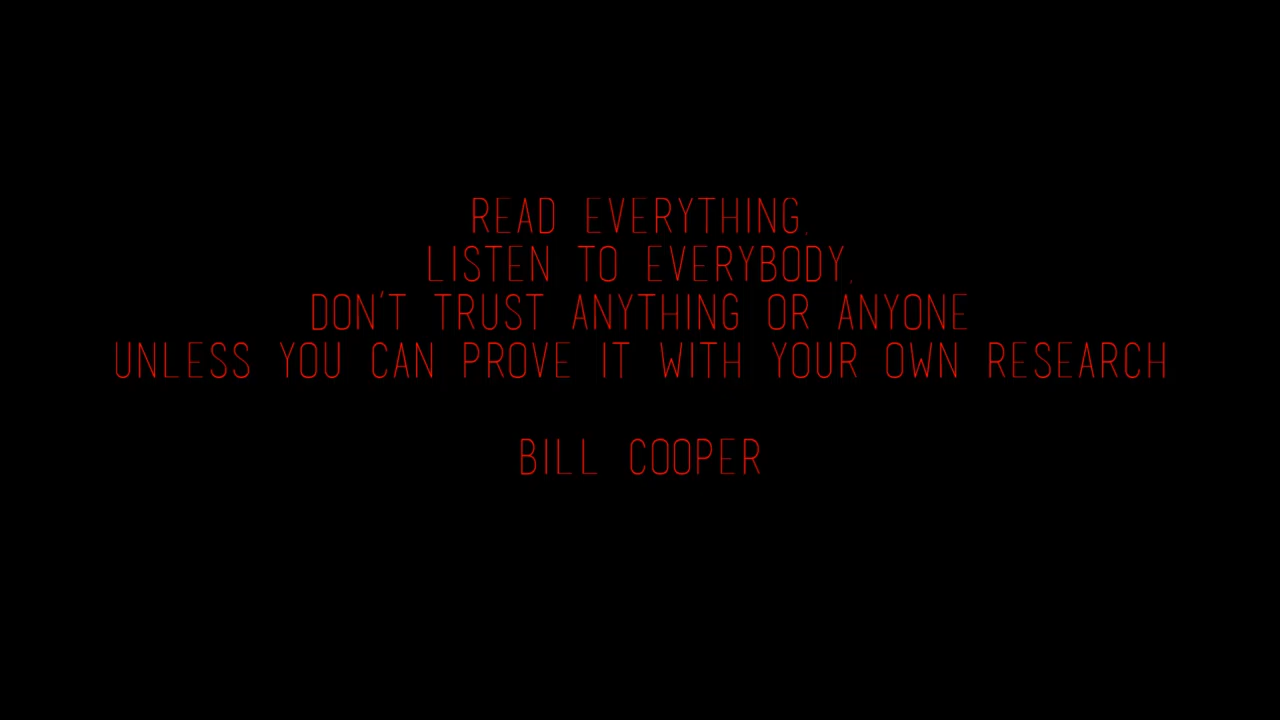 READ EVERYTHING,
LISTEN TO EVERYBODY,
DON'T TRUST ANYTHING OR ANYONE
UNLESS YOU CAN PROVE IT WITH YOUR OWN RESEARCH
BILL COOPER